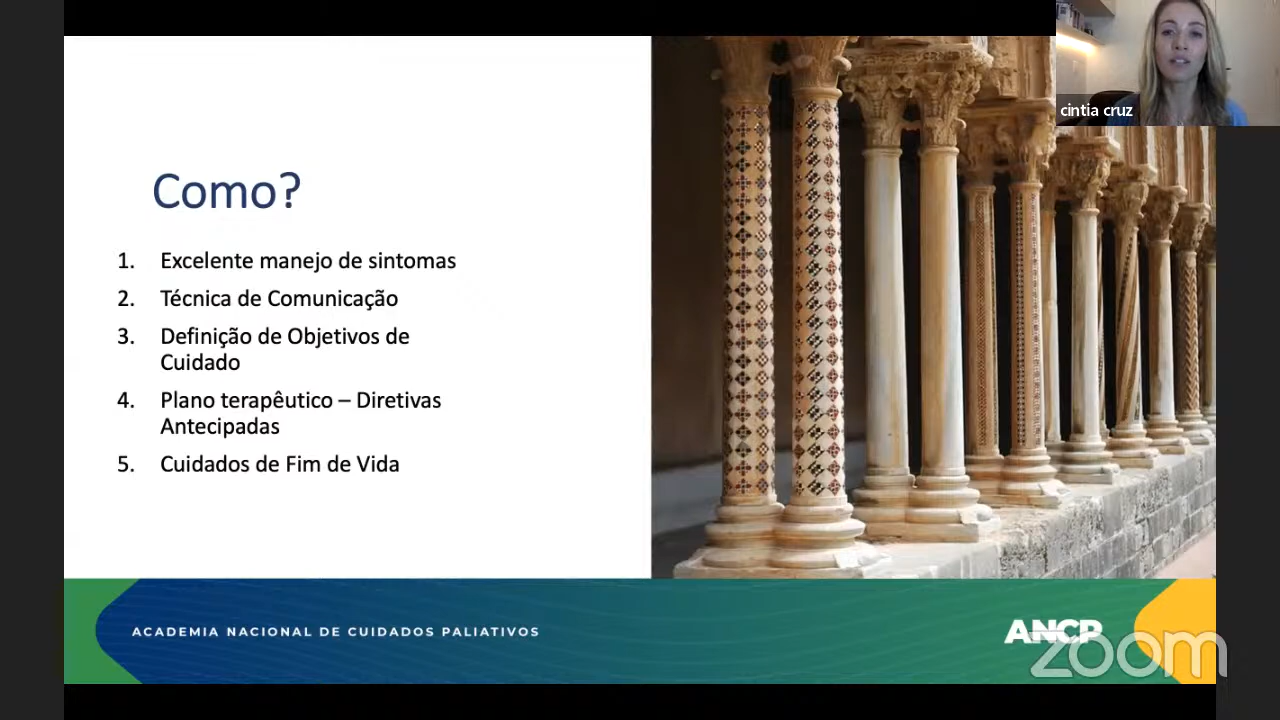 cintia cruz
Como?
1. Excelente manejo de sintomas
2. Técnica de Comunicação
3. Definição de Objetivos de
Cuidado
4. Plano terapêutico – Diretivas
Antecipadas
5. Cuidados de Fim de Vida
ACADEMIA NACIONAL DE CUIDADOS PALIATIVOS
ANCP
zoom